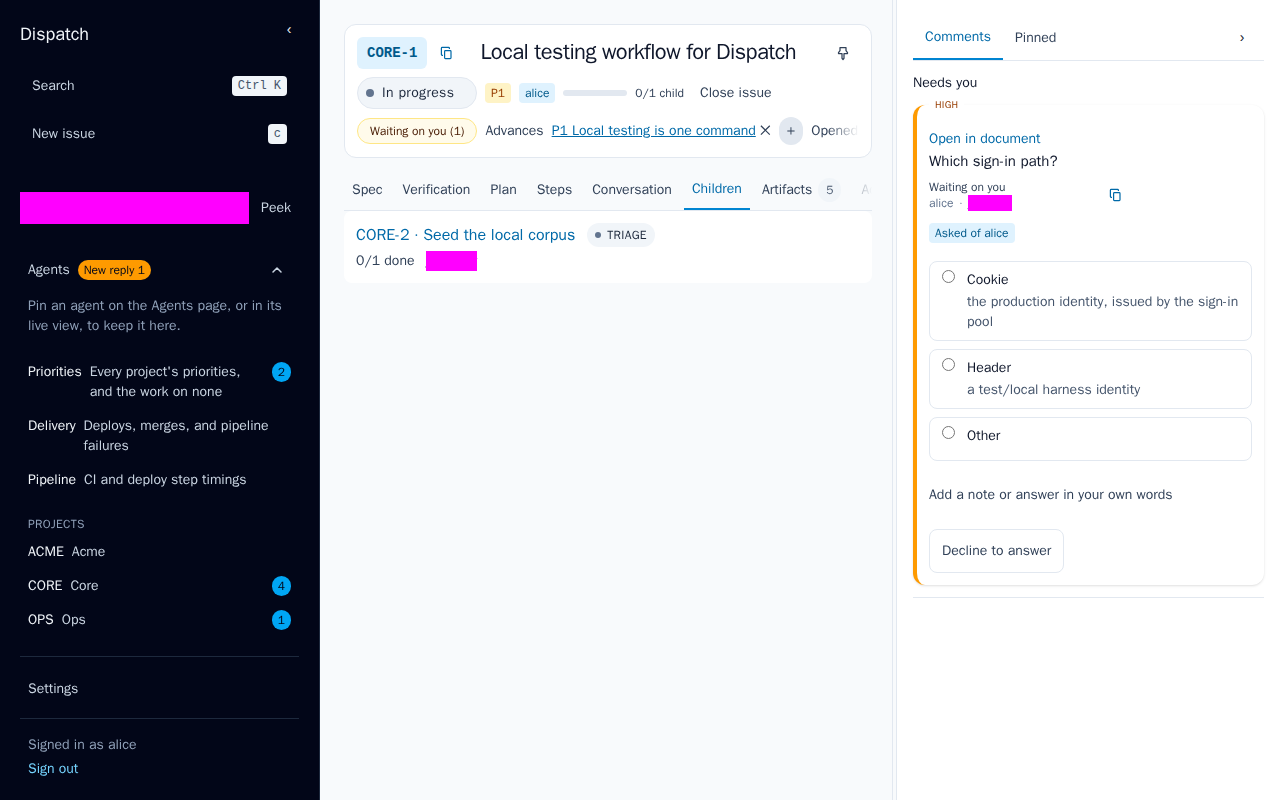 Dispatch
Search
Ctrl K
New issue
C
Peek
Agents
New reply 1
Pin an agent on the Agents page, or in its
live view, to keep it here.
Priorities
Every project's priorities,
and the work on none
2
Delivery
Deploys, merges, and pipeline
failures
Pipeline
CI and deploy step timings
PROJECTS
ACME Acme
CORE Core
4
OPS Ops
1
Settings
Signed in as alice
Sign out
CORE-1
Local testing workflow for Dispatch
In progress
P1
alice
0/1 child
Close issue
Waiting on you (1)
Advances
P1 Local testing is one command
+
Opened
Spec
Verification
Plan
Steps
Conversation
Children
Artifacts
5
CORE-2 · Seed the local corpus
TRIAGE
0/1 done
Comments
Pinned
Needs you
HIGH
Open in document
Which sign-in path?
Waiting on you
alice ·
Asked of alice
Cookie
the production identity, issued by the sign-in
pool
Header
a test/local harness identity
Other
Add a note or answer in your own words
Decline to answer